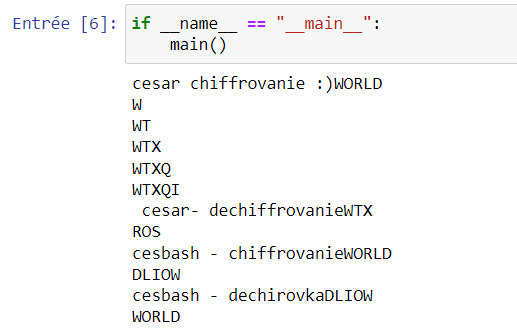 Entrée [6]: if __name__ == "__main__":
    main()
cesar chiffrovanie :)WORLD
W
WT
WTX
WTXQ
WTXQI
 cesar- dechiffrovanieWTX
ROS
cesbash - chiffrovanieWORLD
DLIOW
cesbash - dechirovkaDLIOW
WORLD